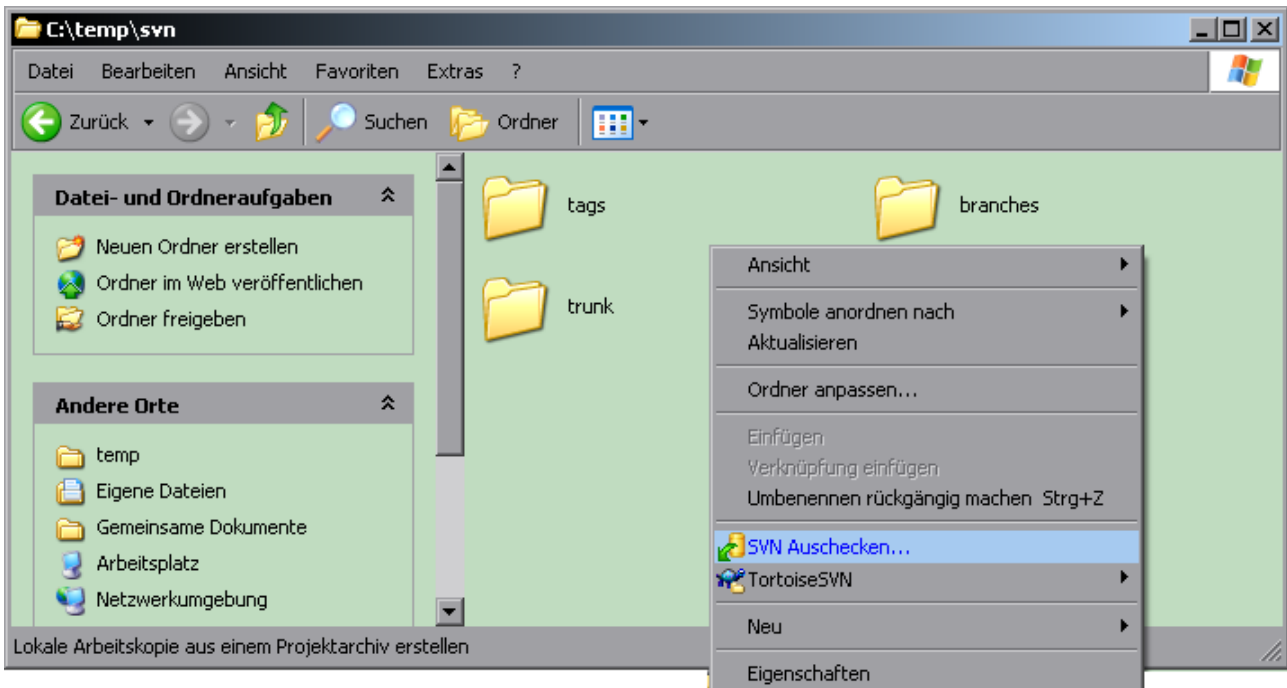 C:\temp\svn
Datei Bearbeiten Ansicht Favoriten Extras ?
Zurück Suchen Ordner
Datei- und Ordneraufgaben
Neuen Ordner erstellen
Ordner im Web veröffentlichen
Ordner freigeben
Andere Orte
temp
Eigene Dateien
Gemeinsame Dokumente
Arbeitsplatz
Netzwerkumgebung
tags
branches
trunk
Ansicht
Symbole anordnen nach
Aktualisieren
Ordner anpassen...
Einfügen
Verknüpfung einfügen
Umbenennen rückgängig machen Strg+Z
SVN Auschecken...
TortoiseSVN
Neu
Eigenschaften
Lokale Arbeitskopie aus einem Projektarchiv erstellen